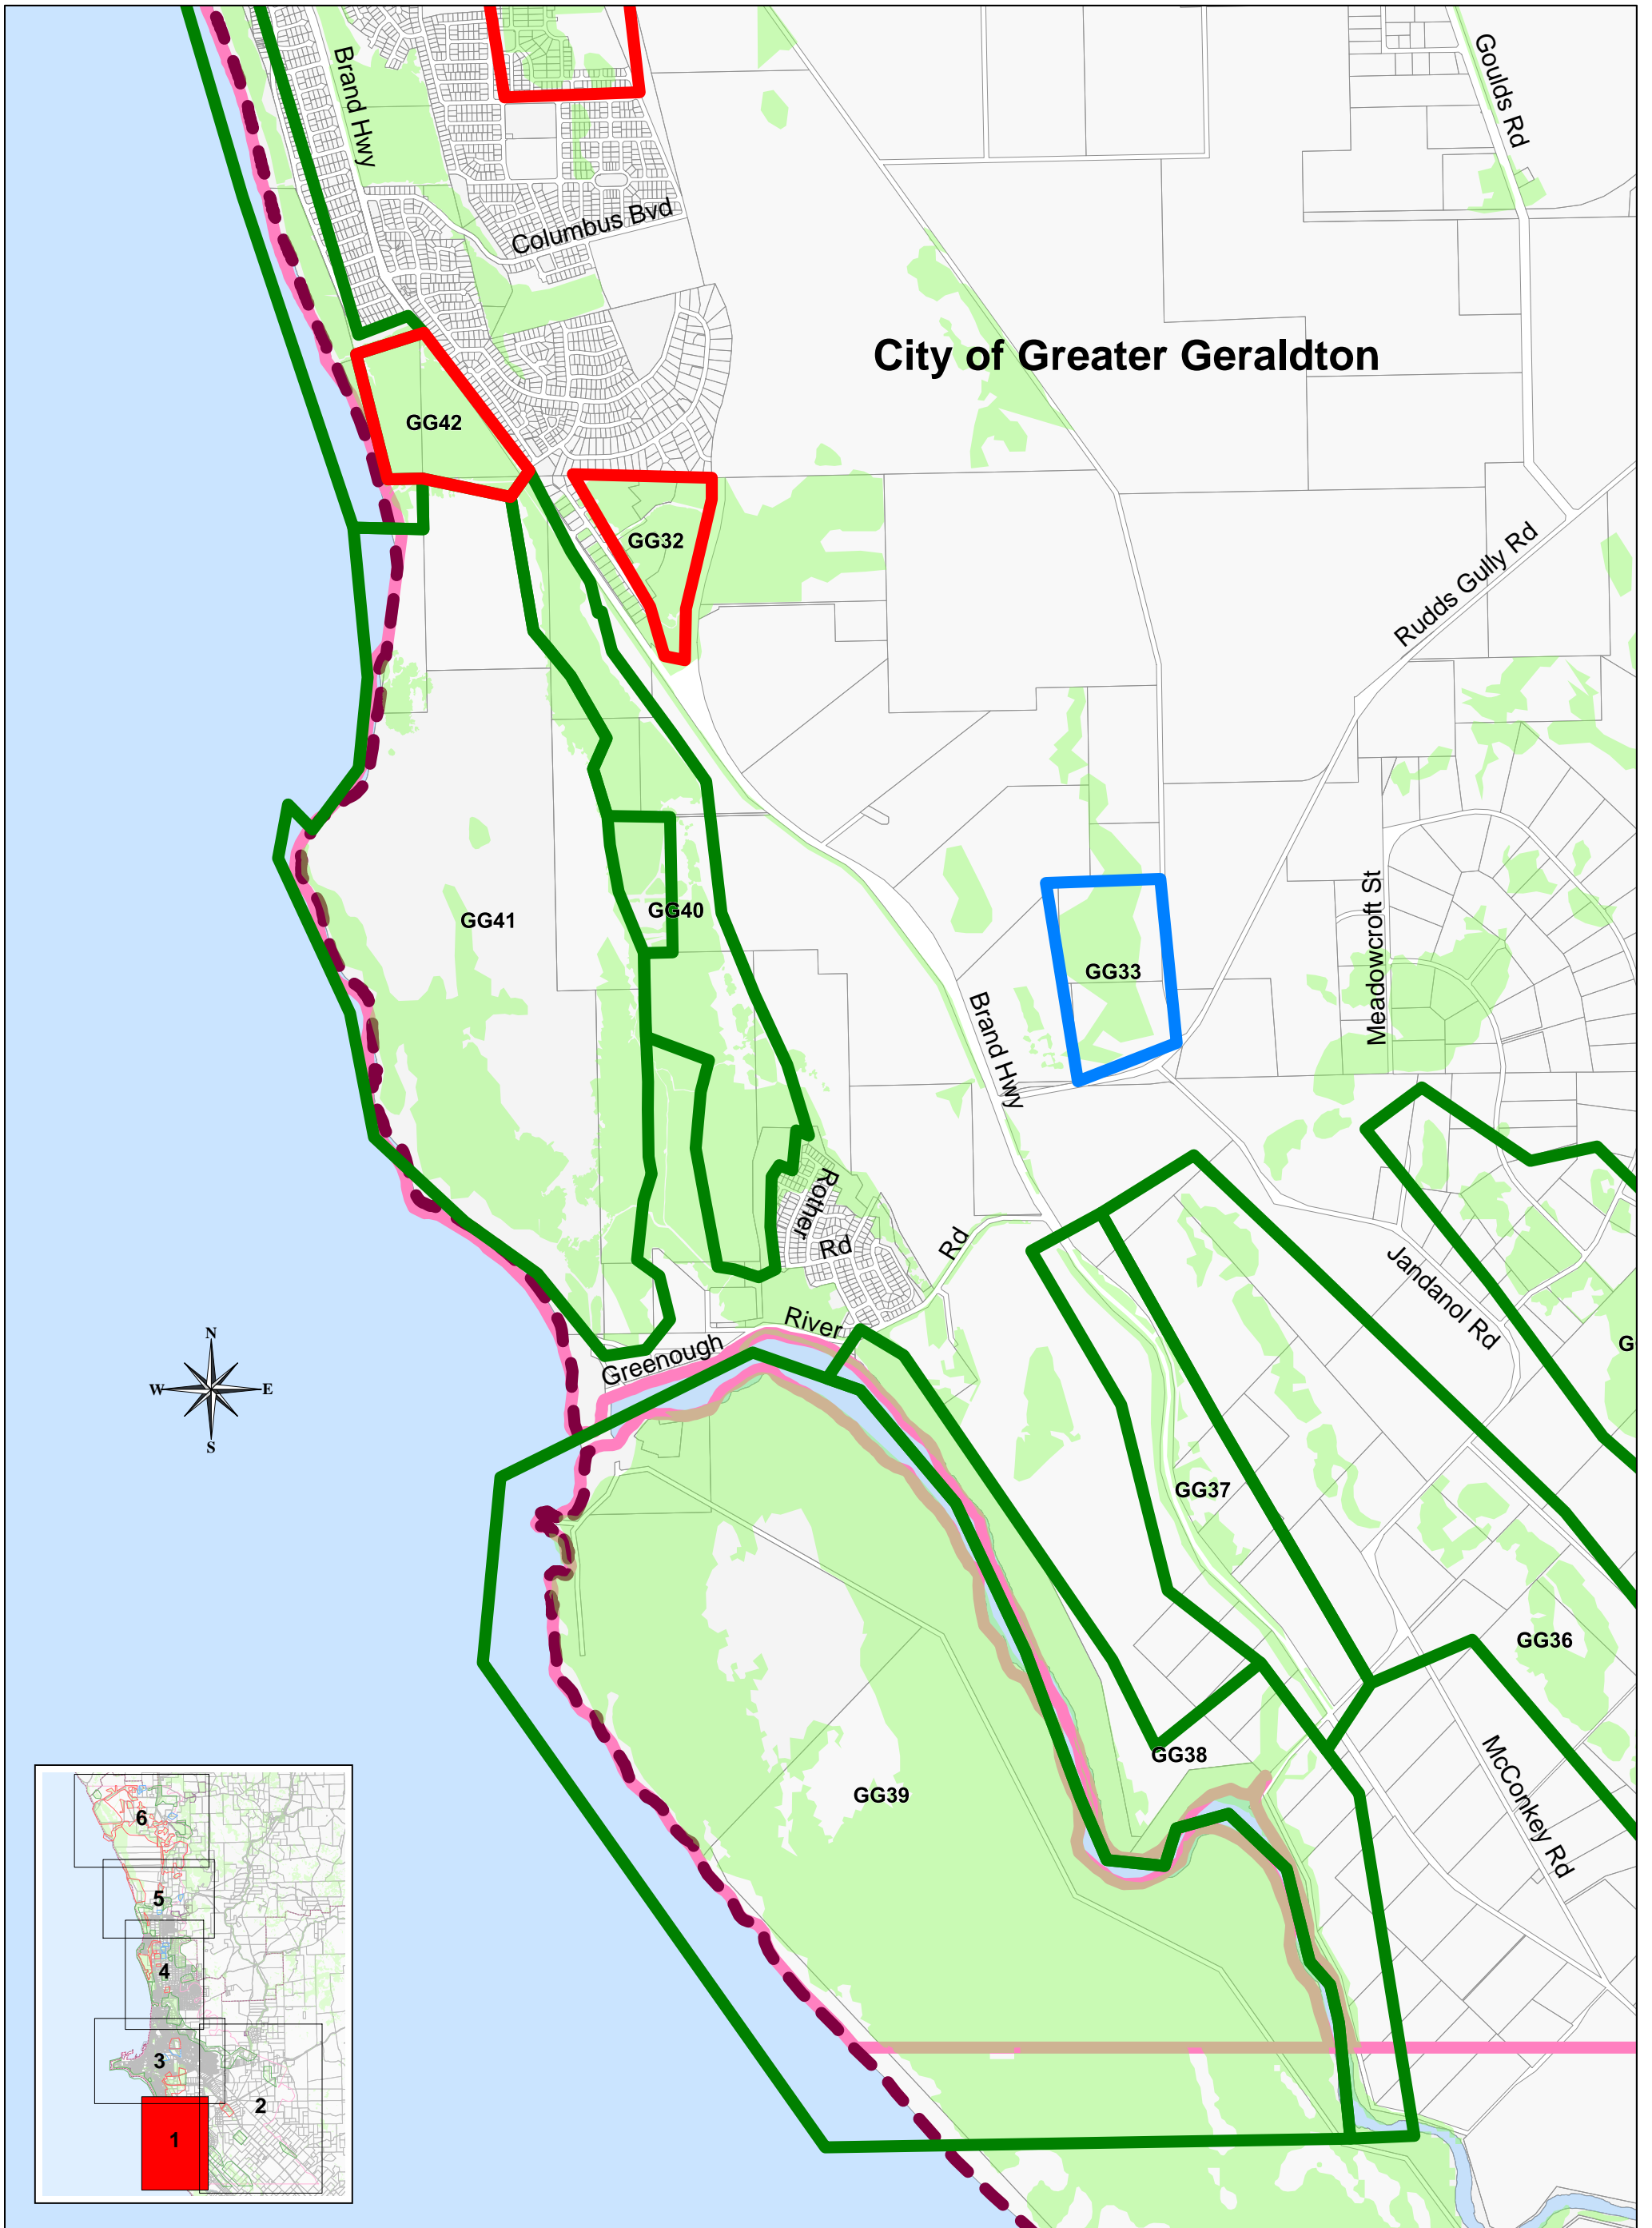 Brand Hwy
Goulds Rd
Columbus Bvd
City of Greater Geraldton
GG42
GG32
Rudds Gully Rd
GG41
GG40
GG33
Meadowcroft St
Brand Hwy
Rother
Rd
Rd
Jandanol Rd
River
Greenough
G
N
W
E
S
GG37
GG36
GG38
GG39
McConkey Rd
6
5
4
3
2
1